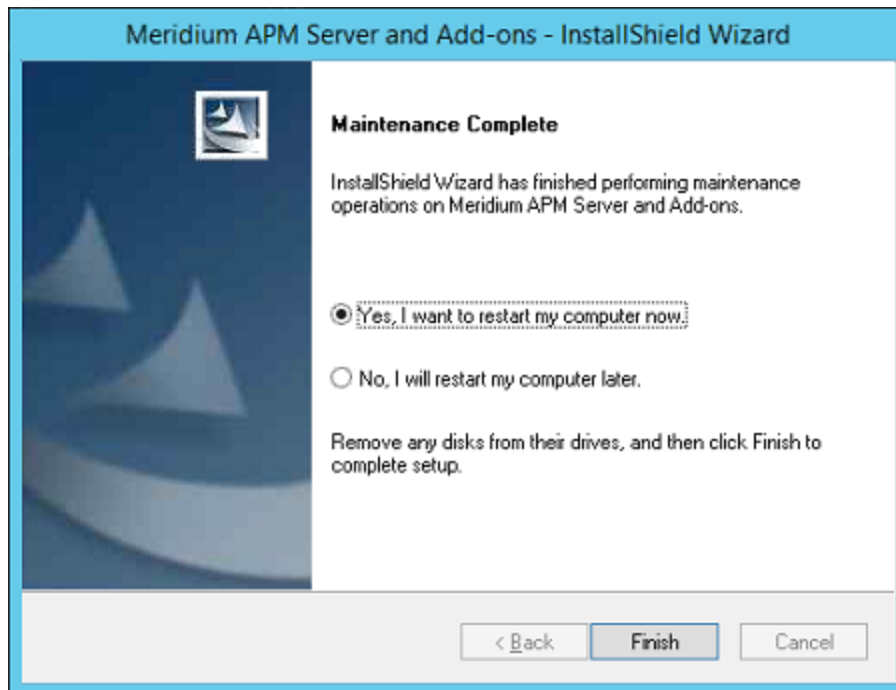 Meridium APM Server and Add-ons - InstallShield Wizard
Maintenance Complete
InstallShield Wizard has finished performing maintenance
operations on Meridium APM Server and Add-ons.
Yes, I want to restart my computer now.
No, I will restart my computer later.
Remove any disks from their drives, and then click Finish to
complete setup.
< Back Finish Cancel